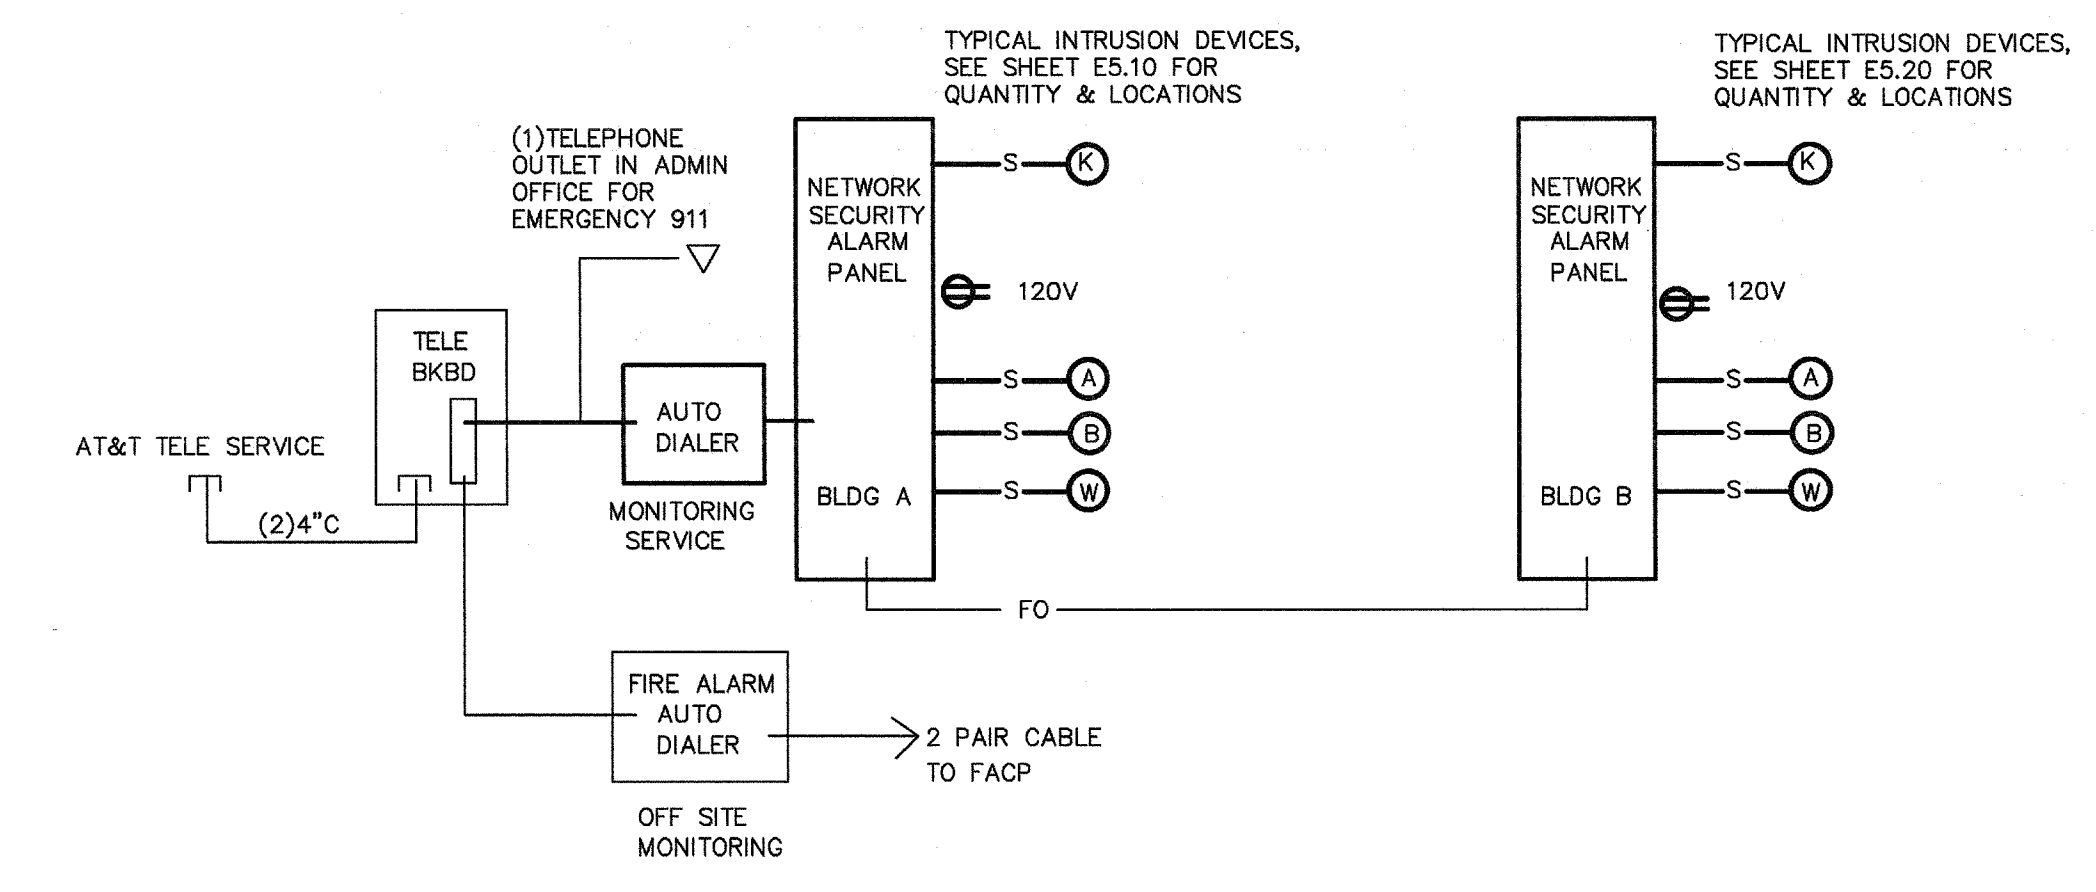 TYPICAL INTRUSION DEVICES,
SEE SHEET E5.10 FOR
QUANTITY & LOCATIONS
TYPICAL INTRUSION DEVICES,
SEE SHEET E5.20 FOR
QUANTITY & LOCATIONS
(1)TELEPHONE
OUTLET IN ADMIN
OFFICE FOR
EMERGENCY 911
NETWORK
SECURITY
ALARM
PANEL
BLDG A
S K
120V
S A
S B
S W
NETWORK
SECURITY
ALARM
PANEL
BLDG B
S K
120V
S A
S B
S W
TELE
BKBD
AUTO
DIALER
MONITORING
SERVICE
AT&T TELE SERVICE
(2)4"C
FO
FIRE ALARM
AUTO
DIALER
2 PAIR CABLE
TO FACP
OFF SITE
MONITORING